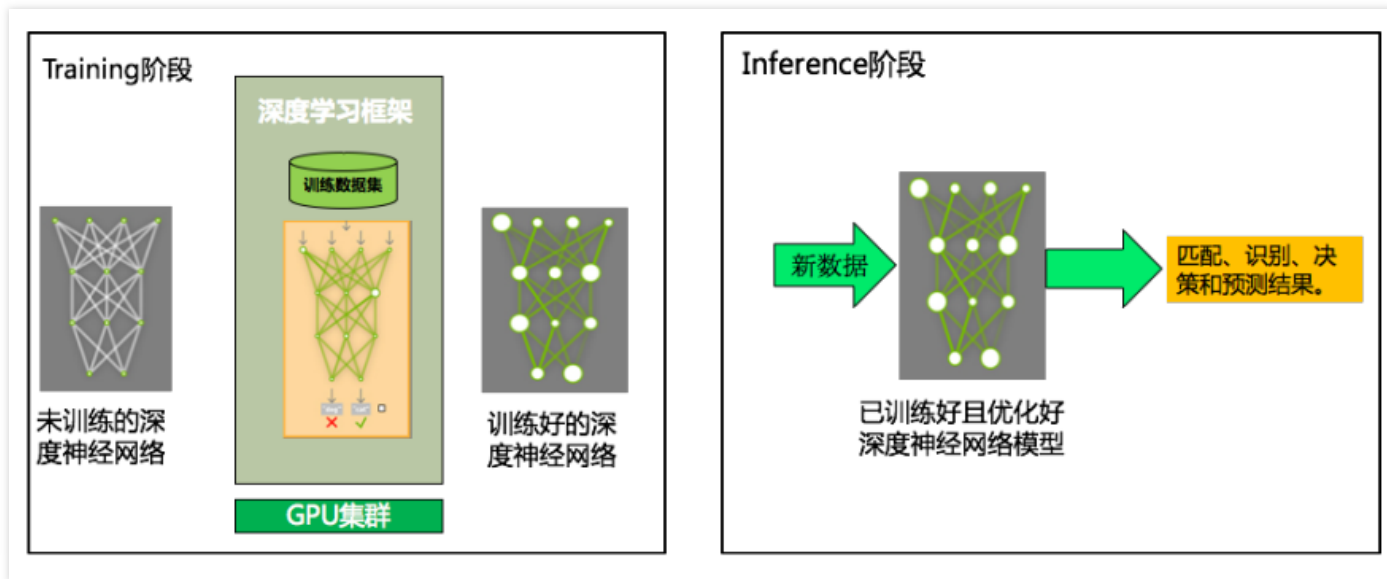 Training阶段
深度学习框架
训练数据集
"dog"
"cat"
未训练的深
度神经网络
训练好的深
度神经网络
GPU集群
Inference阶段
新数据
匹配、识别、决
策和预测结果。
已训练好且优化好
深度神经网络模型